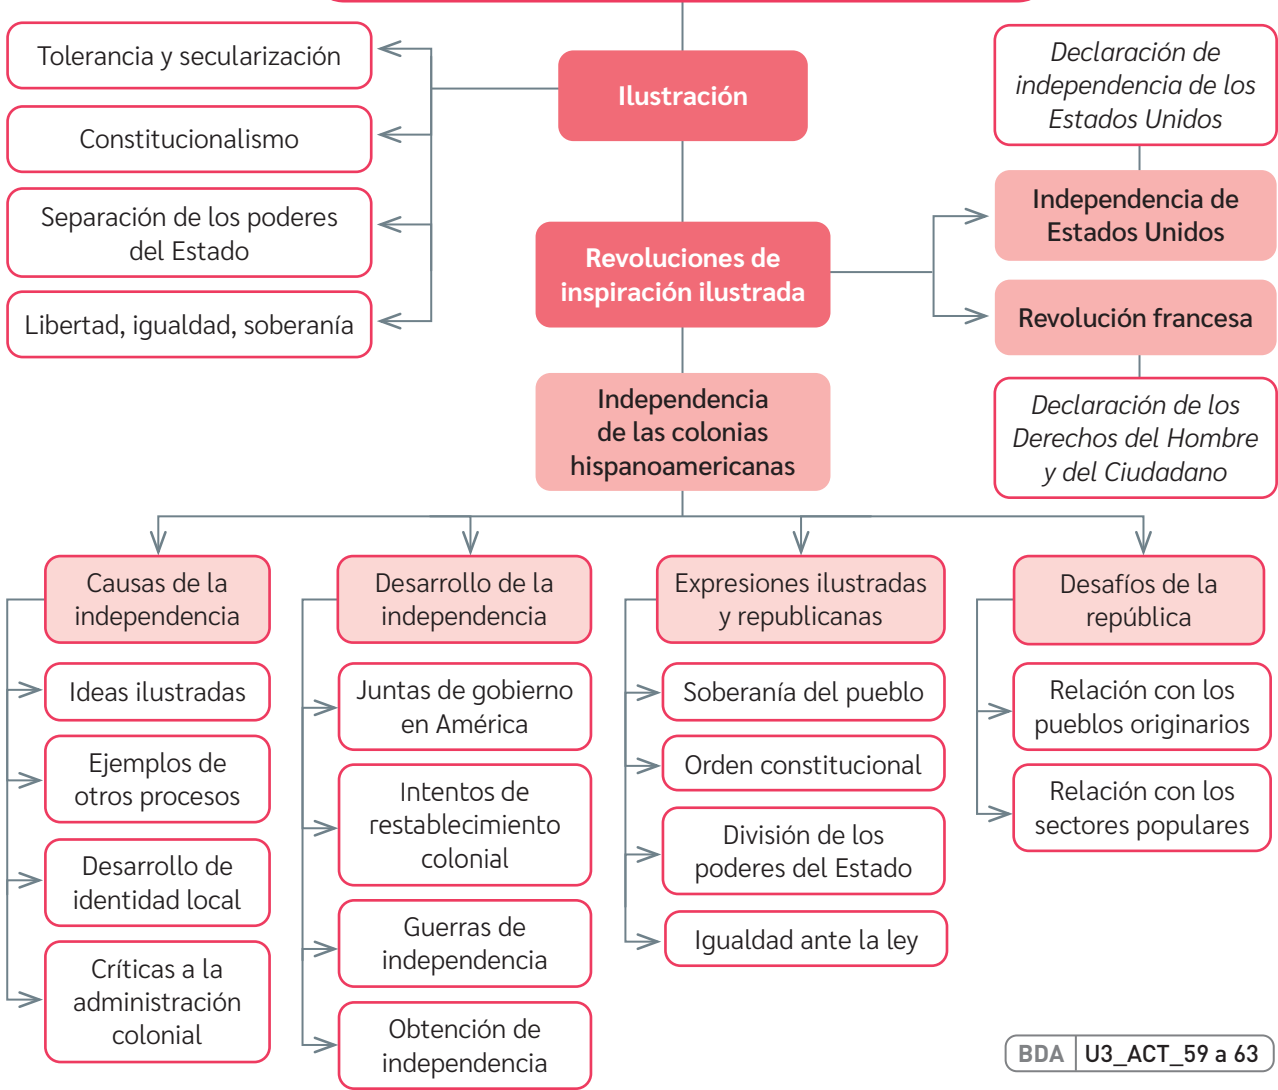 Tolerancia y secularización
Constitucionalismo
Separación de los poderes
del Estado
Libertad, igualdad, soberanía
Ilustración
Revoluciones de
inspiración ilustrada
Declaración de
independencia de los
Estados Unidos
Independencia de
Estados Unidos
Revolución francesa
Declaración de los
Derechos del Hombre
y del Ciudadano
Independencia
de las colonias
hispanoamericanas
Causas de la
independencia
Ideas ilustradas
Ejemplos de
otros procesos
Desarrollo de
identidad local
Críticas a la
administración
colonial
Desarrollo de la
independencia
Juntas de gobierno
en América
Intentos de
restablecimiento
colonial
Guerras de
independencia
Obtención de
independencia
Expresiones ilustradas
y republicanas
Soberanía del pueblo
Orden constitucional
División de los
poderes del Estado
Igualdad ante la ley
Desafíos de la
república
Relación con los
pueblos originarios
Relación con los
sectores populares
BDA U3_ACT_59 a 63